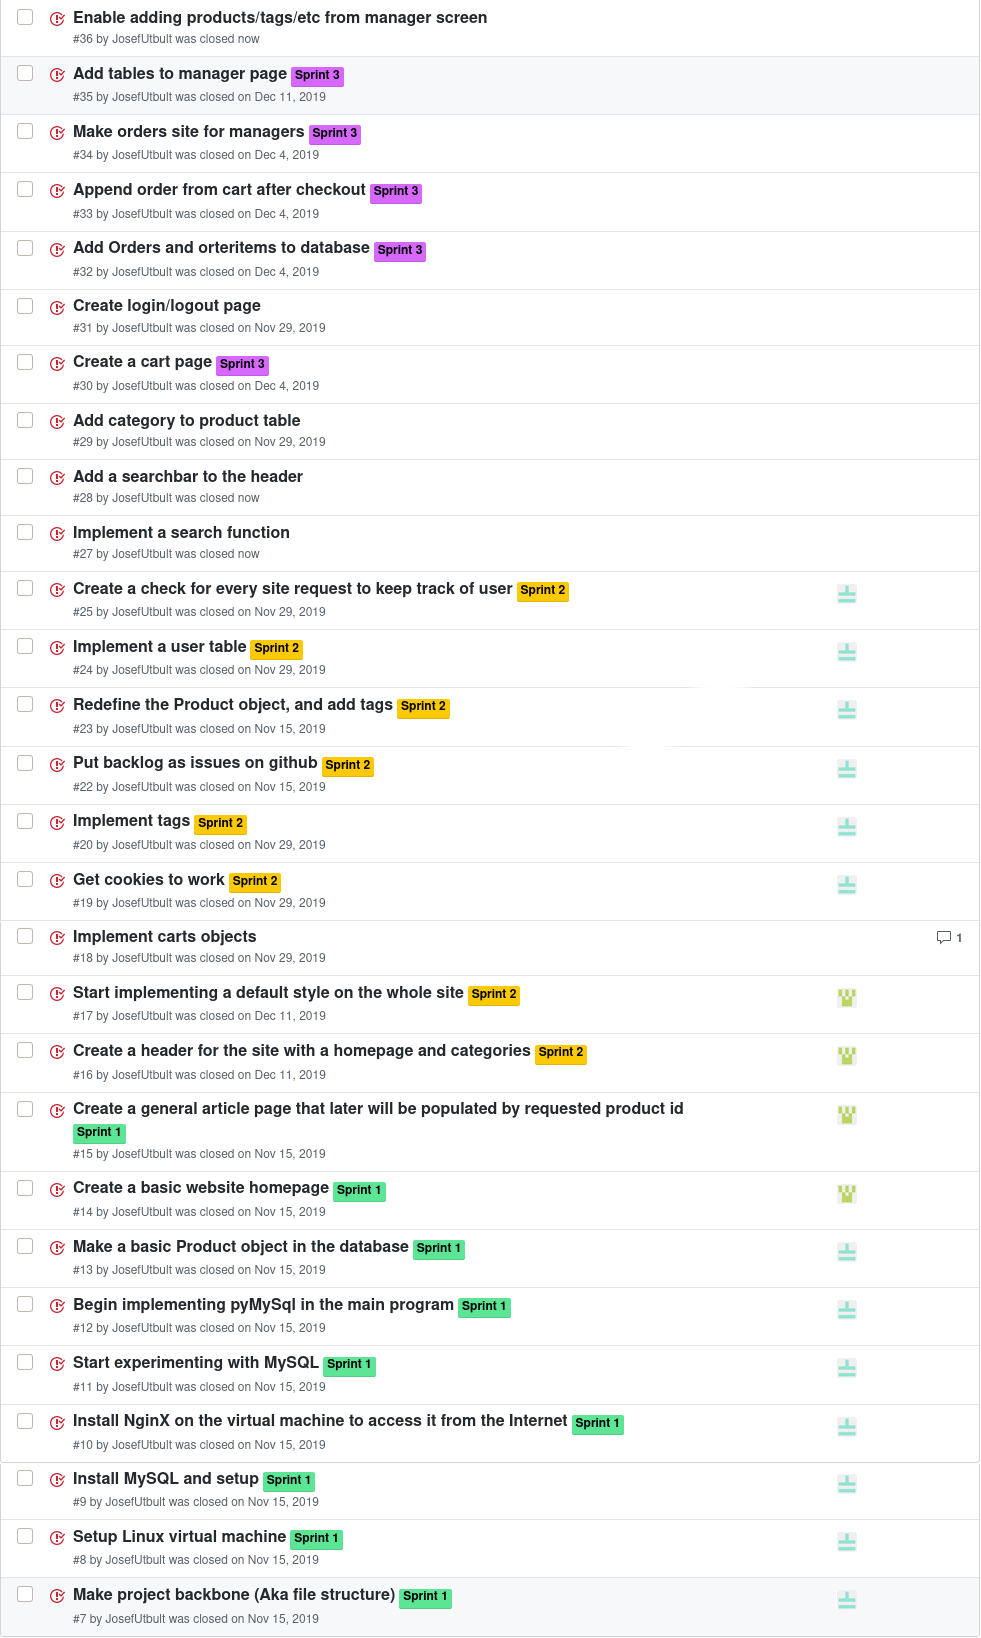 Enable adding products/tags/etc from manager screen
#36 by JosefUtbult was closed now
Add tables to manager page Sprint 3
#35 by JosefUtbult was closed on Dec 11, 2019
Make orders site for managers Sprint 3
#34 by JosefUtbult was closed on Dec 4, 2019
Append order from cart after checkout Sprint 3
#33 by JosefUtbult was closed on Dec 4, 2019
Add Orders and orteritems to database Sprint 3
#32 by JosefUtbult was closed on Dec 4, 2019
Create login/logout page
#31 by JosefUtbult was closed on Nov 29, 2019
Create a cart page Sprint 3
#30 by JosefUtbult was closed on Dec 4, 2019
Add category to product table
#29 by JosefUtbult was closed on Nov 29, 2019
Add a searchbar to the header
#28 by JosefUtbult was closed now
Implement a search function
#27 by JosefUtbult was closed now
Create a check for every site request to keep track of user Sprint 2
#25 by JosefUtbult was closed on Nov 29, 2019
Implement a user table Sprint 2
#24 by JosefUtbult was closed on Nov 29, 2019
Redefine the Product object, and add tags Sprint 2
#23 by JosefUtbult was closed on Nov 15, 2019
Put backlog as issues on github Sprint 2
#22 by JosefUtbult was closed on Nov 15, 2019
Implement tags Sprint 2
#20 by JosefUtbult was closed on Nov 29, 2019
Get cookies to work Sprint 2
#19 by JosefUtbult was closed on Nov 29, 2019
Implement carts objects 1
#18 by JosefUtbult was closed on Nov 29, 2019
Start implementing a default style on the whole site Sprint 2
#17 by JosefUtbult was closed on Dec 11, 2019
Create a header for the site with a homepage and categories Sprint 2
#16 by JosefUtbult was closed on Dec 11, 2019
Create a general article page that later will be populated by requested product id
Sprint 1
#15 by JosefUtbult was closed on Nov 15, 2019
Create a basic website homepage Sprint 1
#14 by JosefUtbult was closed on Nov 15, 2019
Make a basic Product object in the database Sprint 1
#13 by JosefUtbult was closed on Nov 15, 2019
Begin implementing pyMySql in the main program Sprint 1
#12 by JosefUtbult was closed on Nov 15, 2019
Start experimenting with MySQL Sprint 1
#11 by JosefUtbult was closed on Nov 15, 2019
Install NginX on the virtual machine to access it from the Internet Sprint 1
#10 by JosefUtbult was closed on Nov 15, 2019
Install MySQL and setup Sprint 1
#9 by JosefUtbult was closed on Nov 15, 2019
Setup Linux virtual machine Sprint 1
#8 by JosefUtbult was closed on Nov 15, 2019
Make project backbone (Aka file structure) Sprint 1
#7 by JosefUtbult was closed on Nov 15, 2019